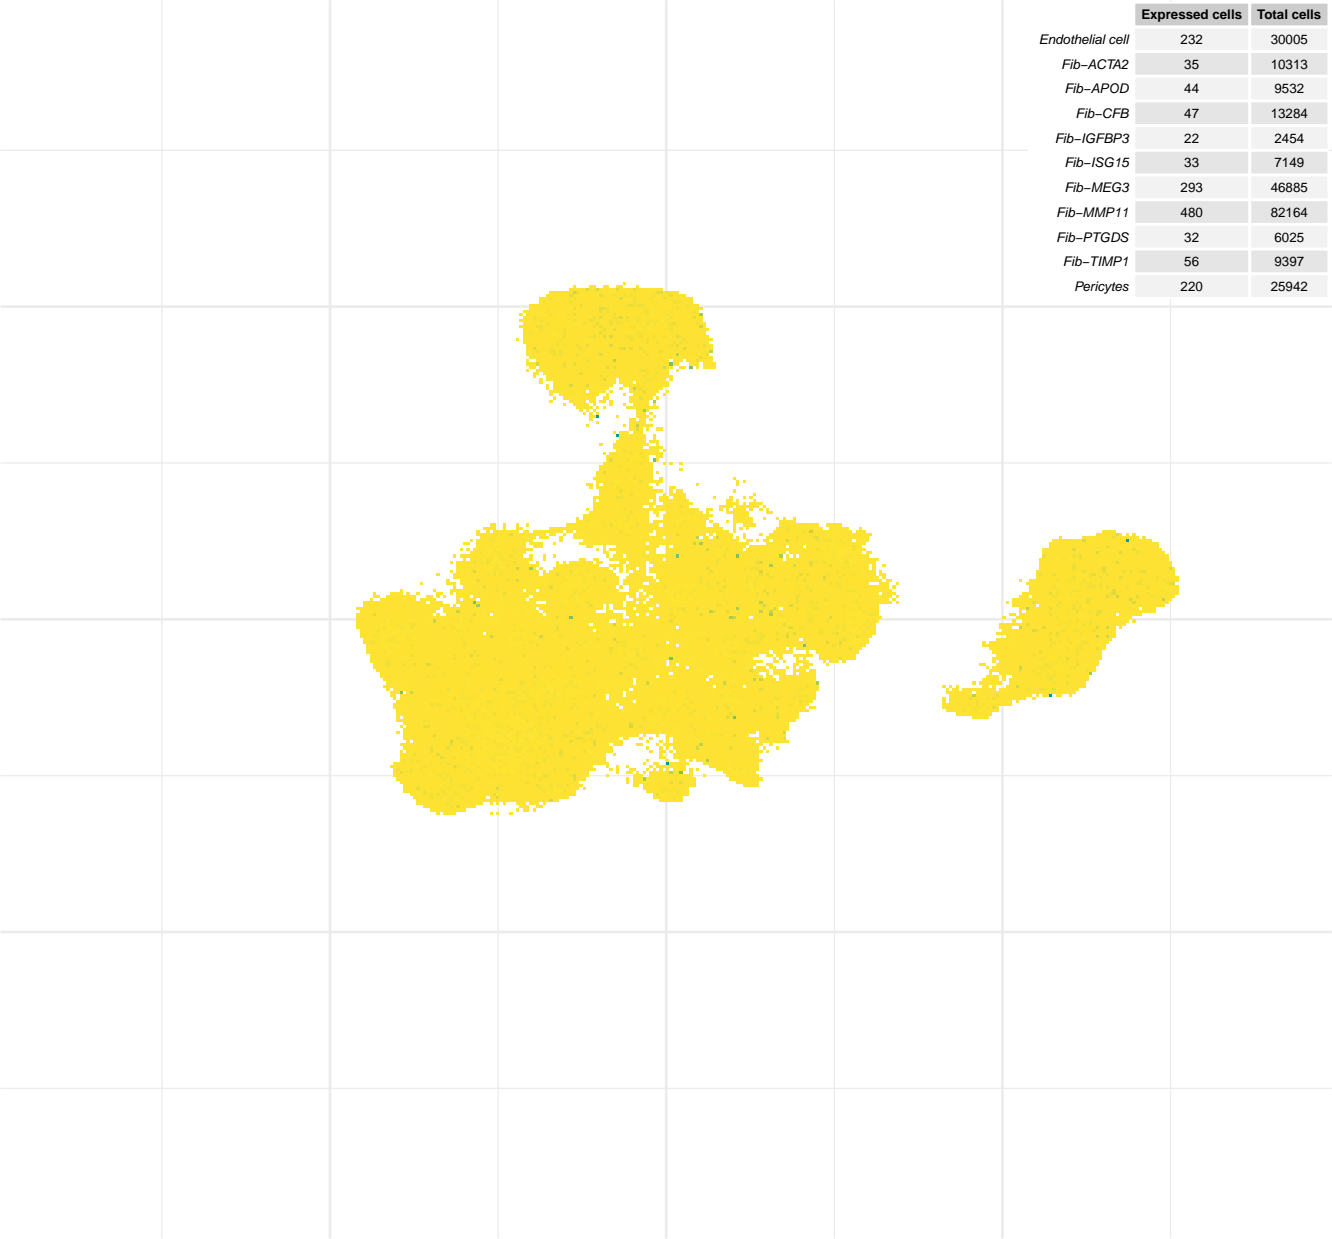 Expressed cells Total cells
Endothelial cell 232 30005
Fib−ACTA2 35 10313
Fib−APOD 44 9532
Fib−CFB 47 13284
Fib−IGFBP3 22 2454
Fib−ISG15 33 7149
Fib−MEG3 293 46885
Fib−MMP11 480 82164
Fib−PTGDS 32 6025
Fib−TIMP1 56 9397
Pericytes 220 25942